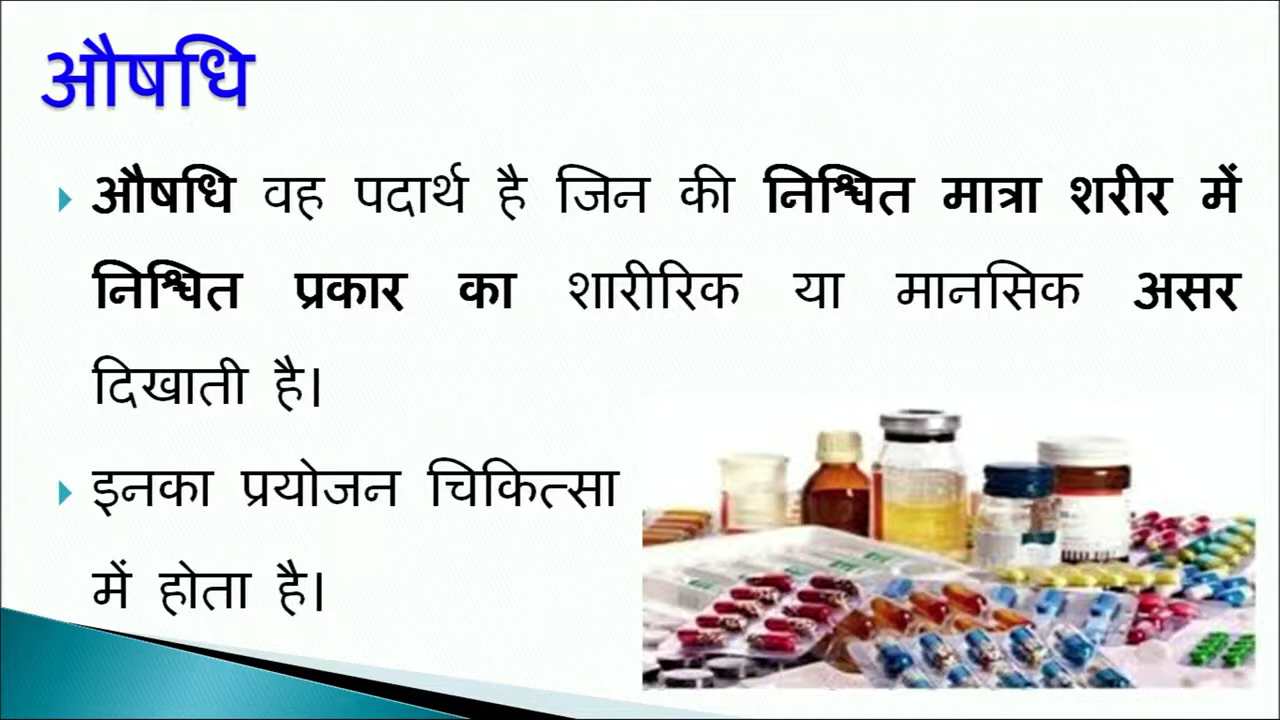 औषधि
औषधि वह पदार्थ है जिन की निश्चित मात्रा शरीर में
निश्चित प्रकार का शारीरिक या मानसिक असर
दिखाती है।
इनका प्रयोजन चिकित्सा
में होता है।